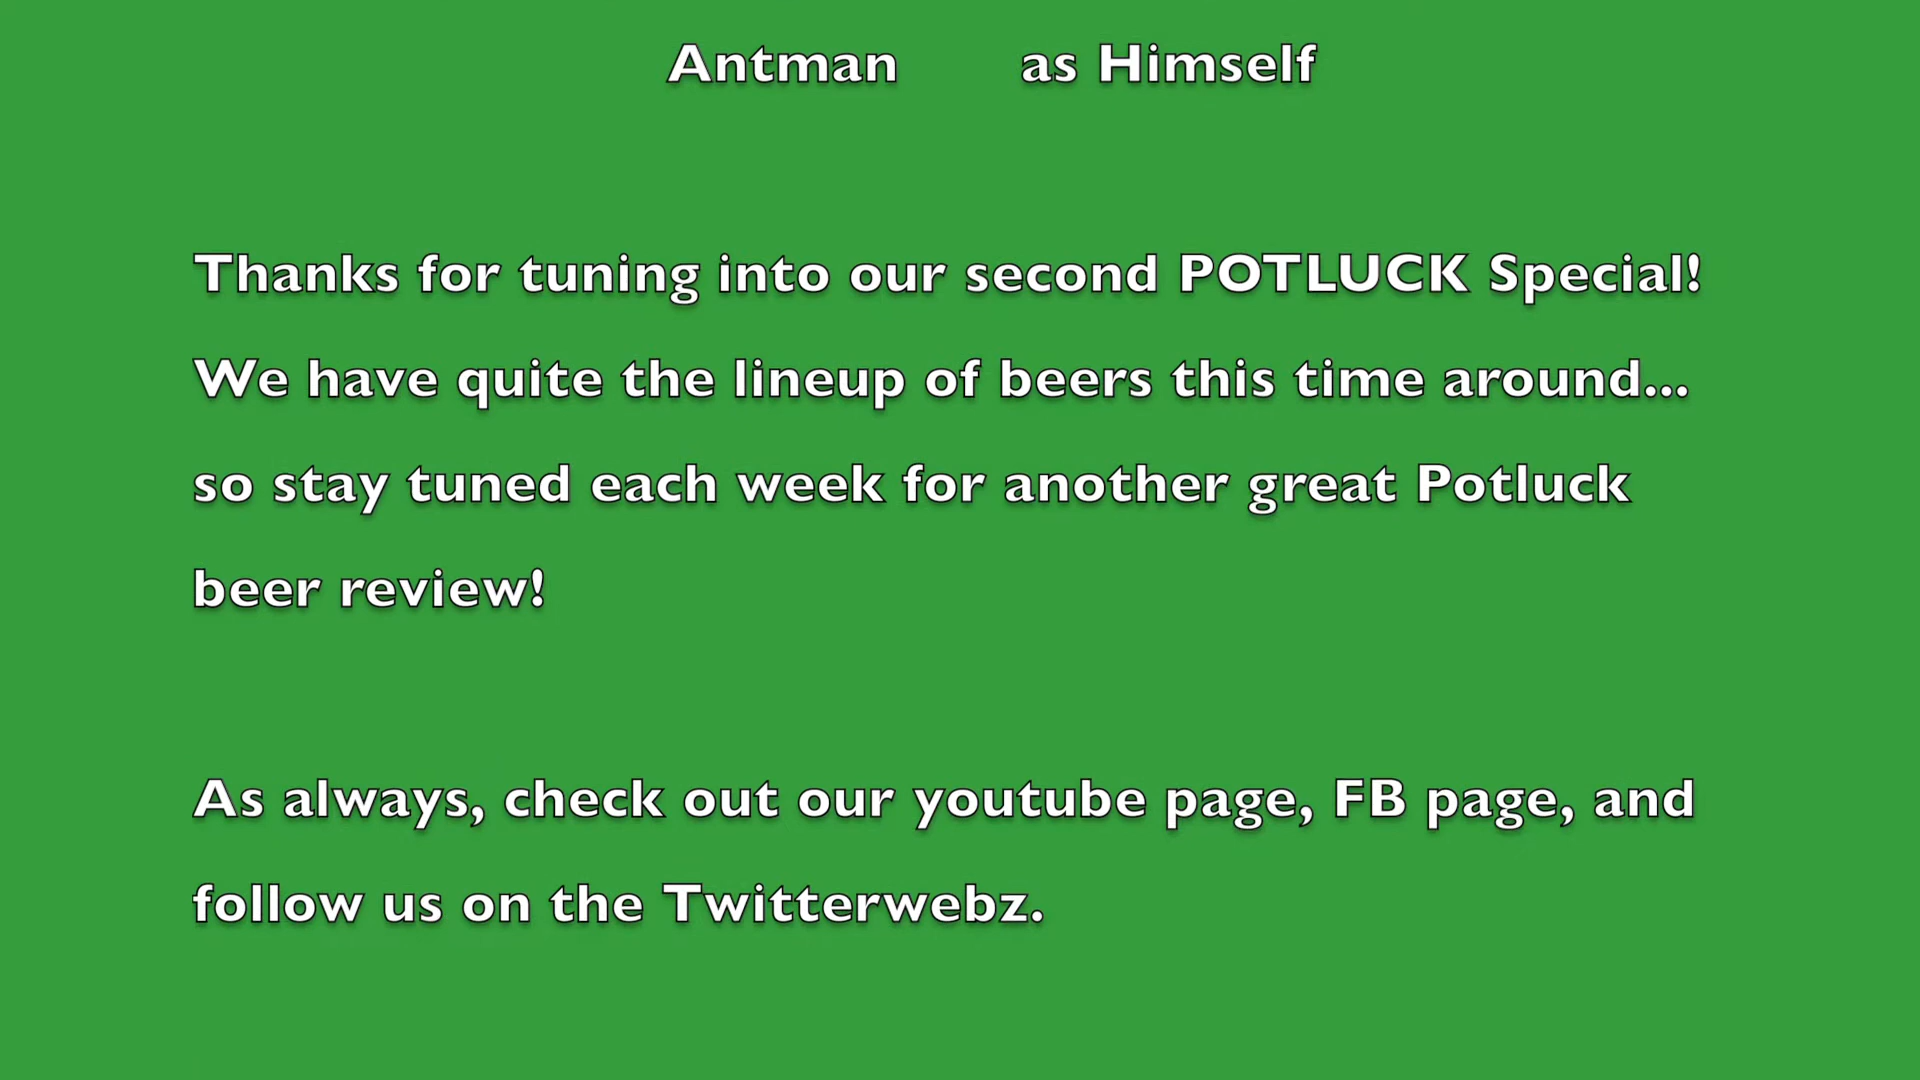 Antman as Himself
Thanks for tuning into our second POTLUCK Special!
We have quite the lineup of beers this time around...
so stay tuned each week for another great Potluck
beer review!
As always, check out our youtube page, FB page, and
follow us on the Twitterwebz.